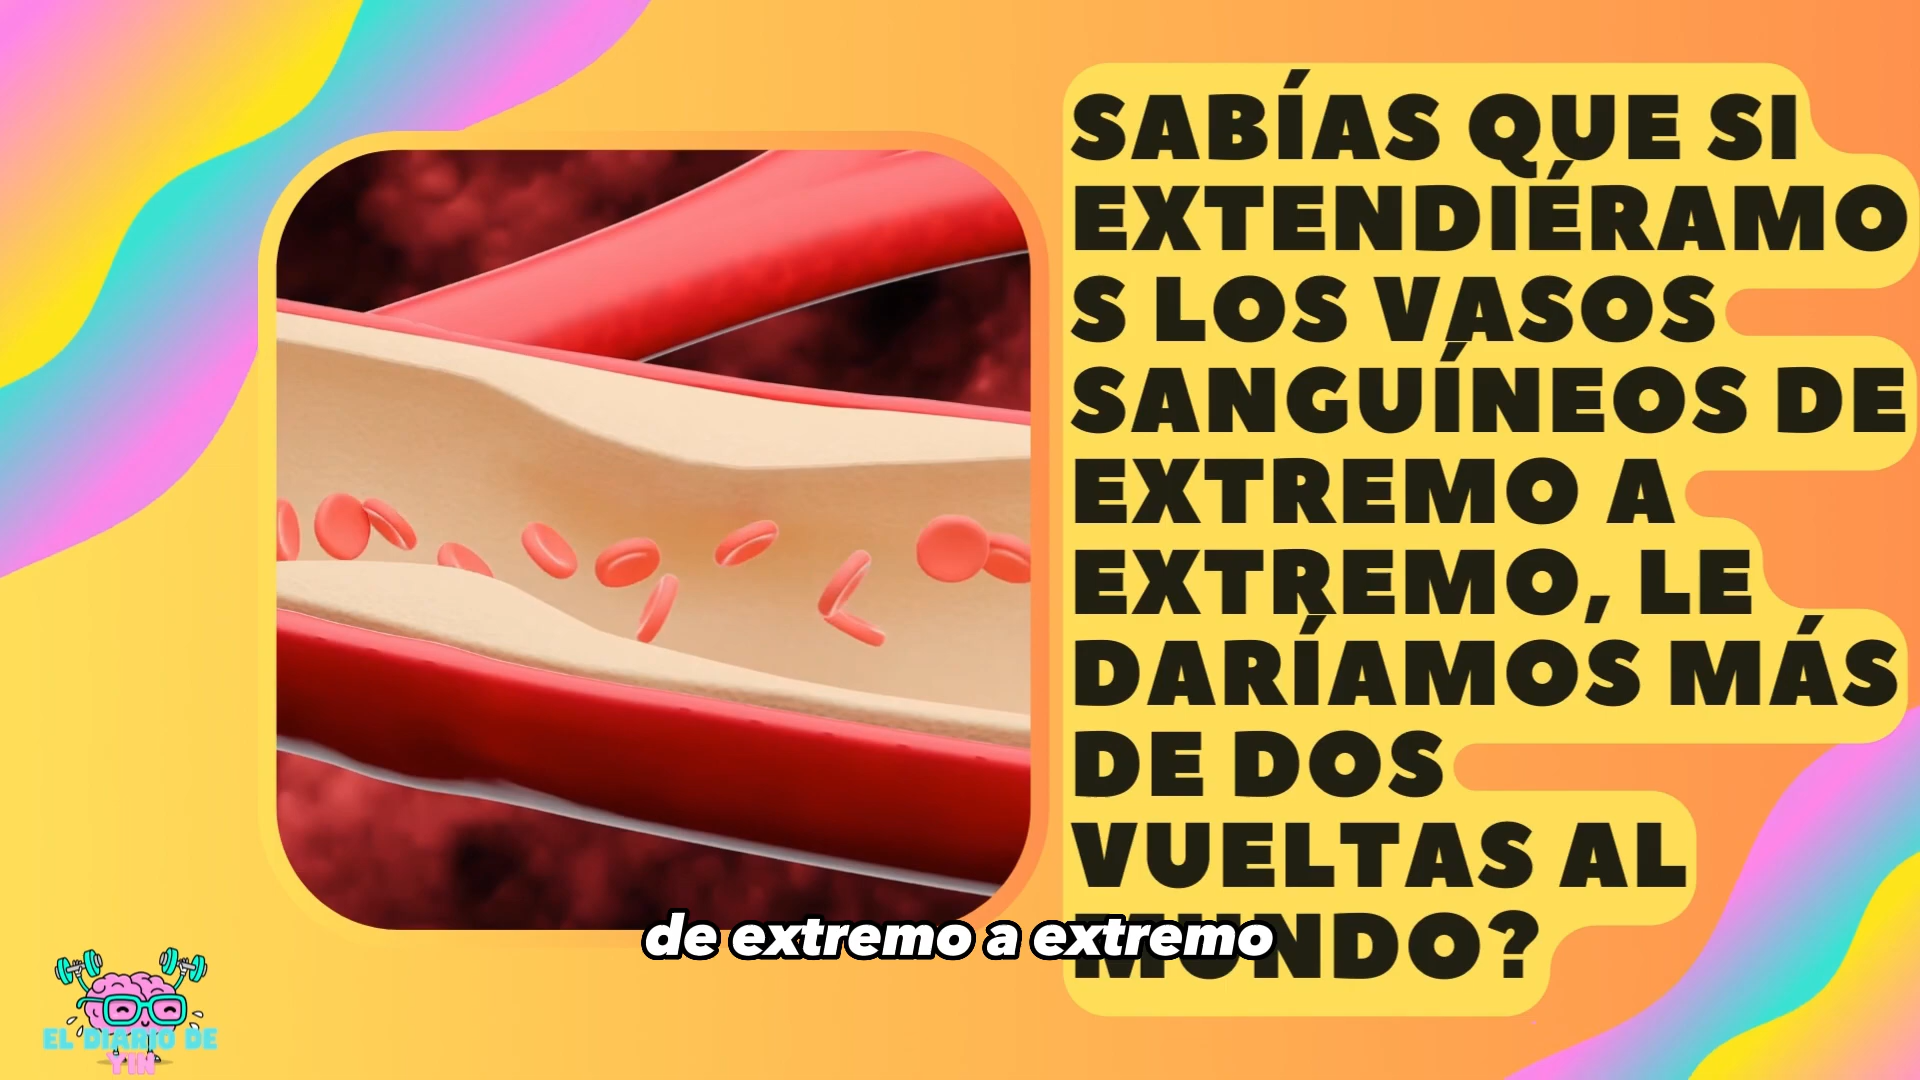 SABÍAS QUE SI
EXTENDIÉRAMO
S LOS VASOS
SANGUÍNEOS DE
EXTREMO A
EXTREMO, LE
DARÍAMOS MÁS
DE DOS
VUELTAS AL
MUNDO?
de extremo a extremo
EL DIARIO DE
YIN